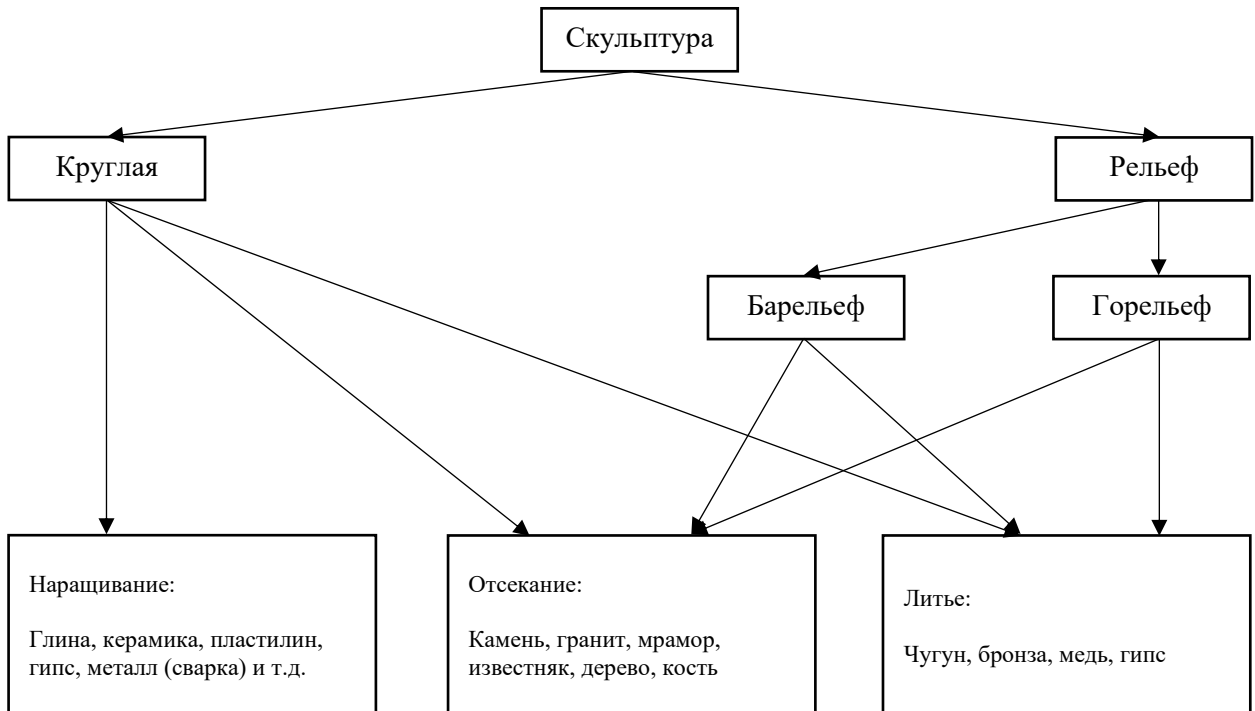 Скульптура
Круглая
Рельеф
Барельеф
Горельеф
Наращивание:
Глина, керамика, пластилин,
гипс, металл (сварка) и т.д.
Отсекание:
Камень, гранит, мрамор,
известняк, дерево, кость
Литье:
Чугун, бронза, медь, гипс